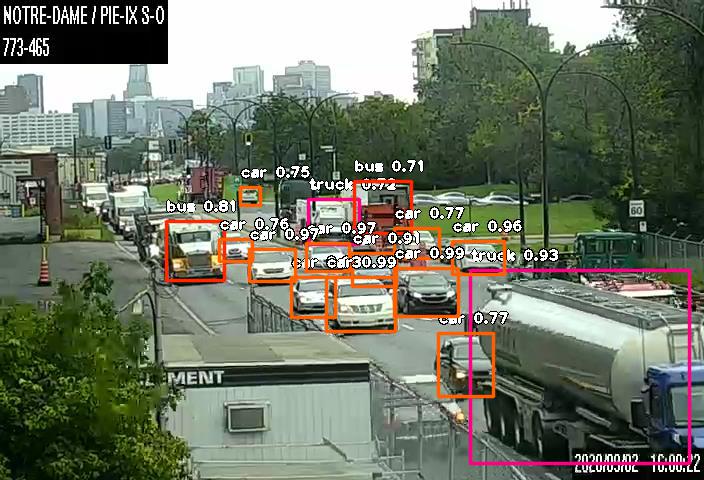 NOTRE-DAME / PIE-IX S-O
773-465
car 0.75
bus 0.71
truck 0.72
bus 0.81
car 0.77
car 0.76
car 0.96
car 0.97
car 0.97
car 0.91
car 0.99
truck 0.93
car
car 0.99
60
car 0.77
MENT
2020/09/02 16:00:22